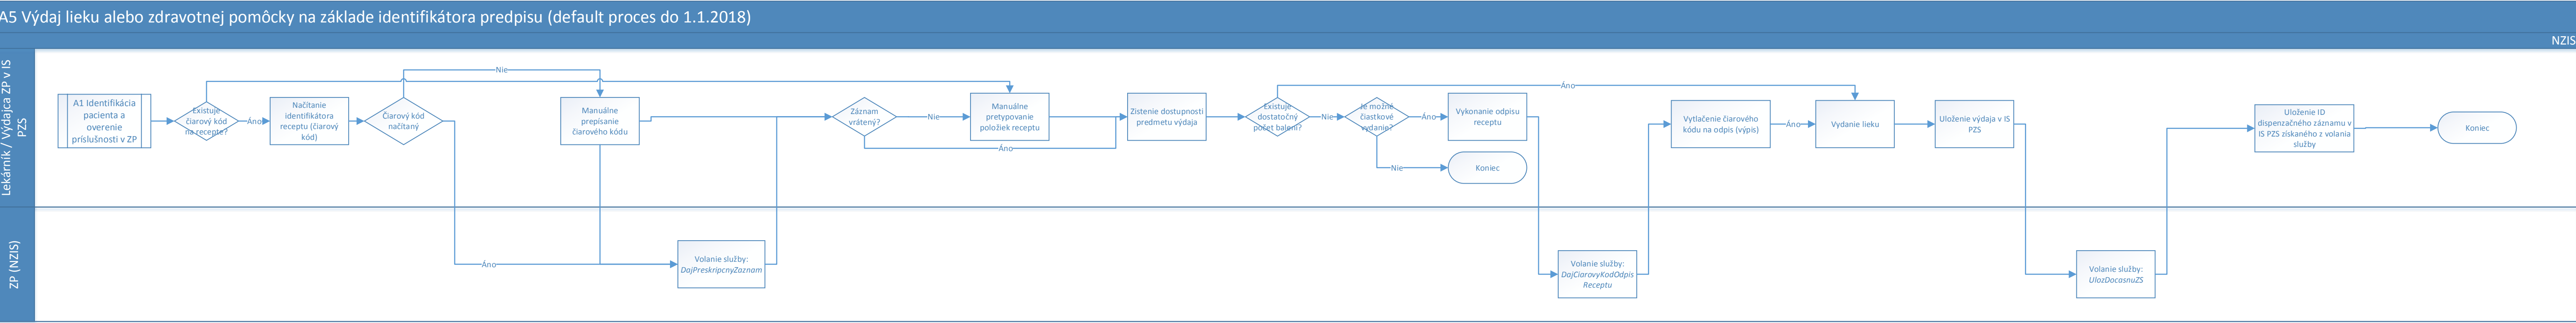 A5 Výdaj lieku alebo zdravotnej pomôcky na základe identifikátora predpisu (default proces do 1.1.2018)
NZIS
Lekárnik / Výdajca ZP v IS
PZS
A1 Identifikácia
pacienta a
overenie
príslušnosti v ZP
Existuje
čiarový kód
na recepte?
Áno
Načítanie
identifikátora
receptu (čiarový
kód)
Čiarový kód
načítaný
Nie
Manuálne
prepísanie
čiarového kódu
Záznam
vrátený?
Nie
Áno
Manuálne
pretypovanie
položiek receptu
Zistenie dostupnosti
predmetu výdaja
Existuje
dostatočný
počet balení?
Áno
Nie
Je možné
čiastkové
vydanie?
Áno
Nie
Vykonanie odpisu
receptu
Koniec
Vytlačenie čiarového
kódu na odpis (výpis)
Áno
Vydanie lieku
Uloženie výdaja v IS
PZS
Uloženie ID
dispenzačného záznamu v
IS PZS získaného z volania
služby
Koniec
ZP (NZIS)
Áno
Volanie služby:
DajPreskripcnyZaznam
Volanie služby:
DajCiarovyKodOdpis
Receptu
Volanie služby:
UlozDocasnuZS